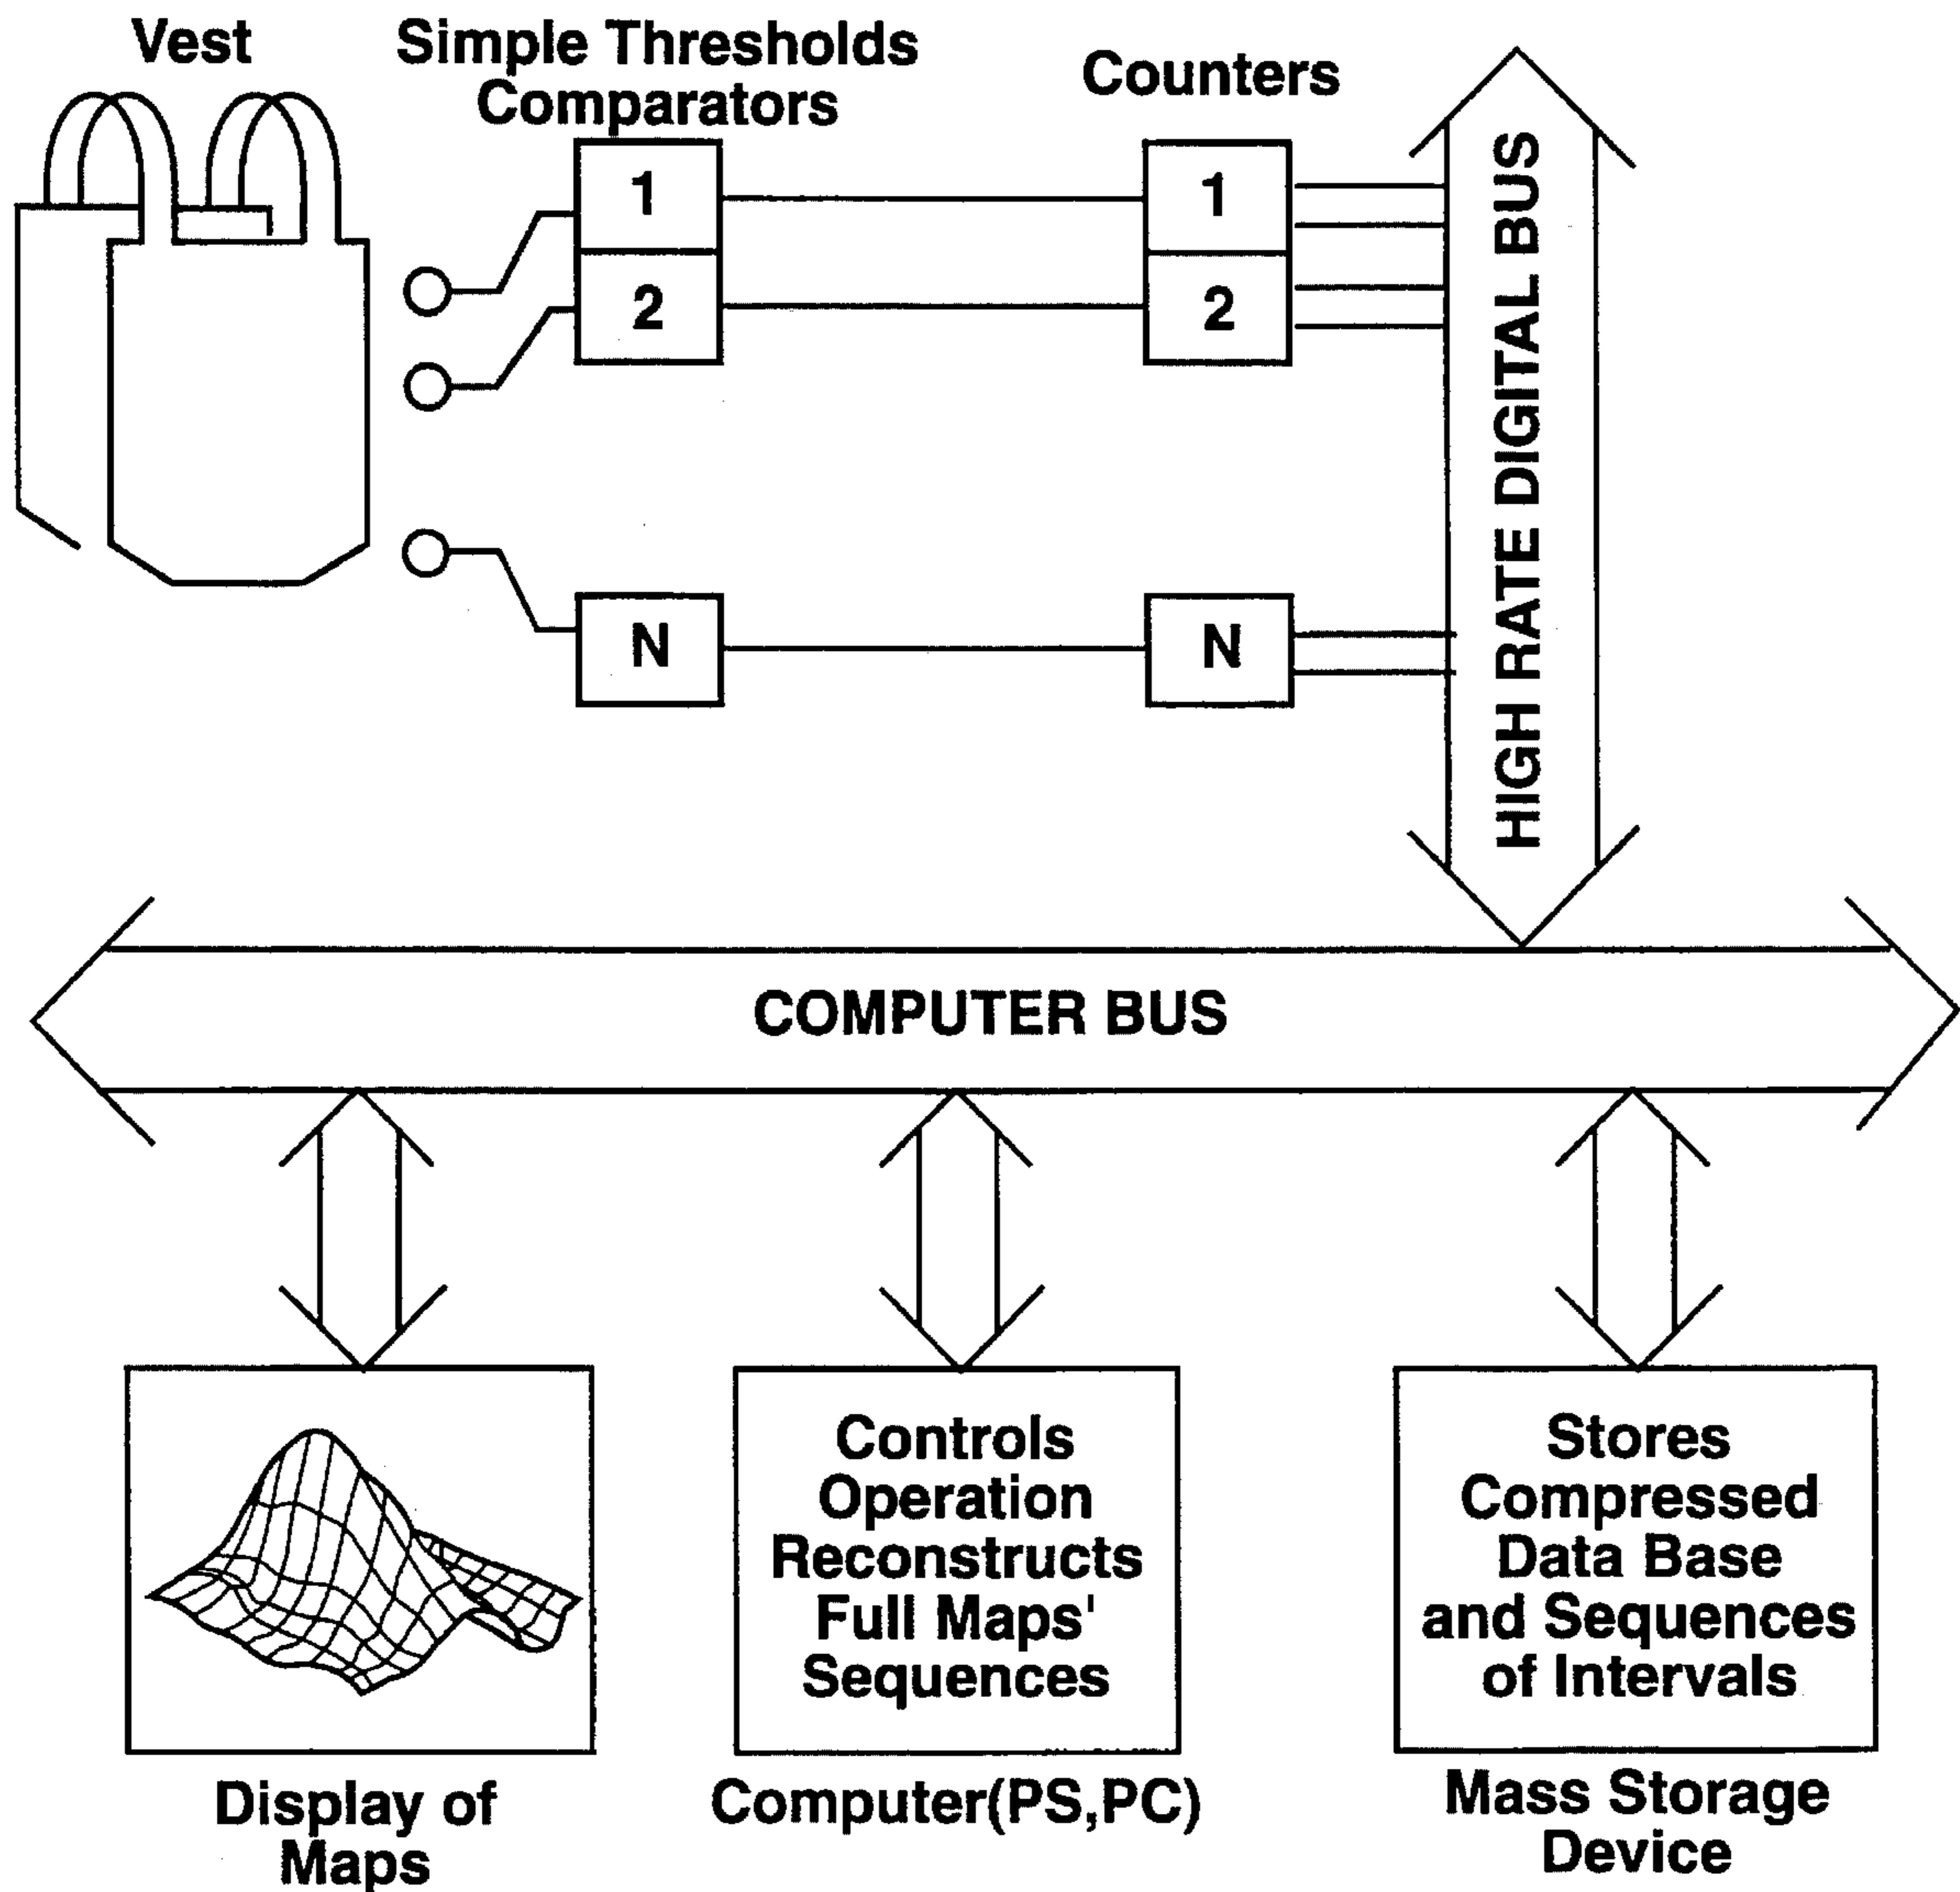 Vest
Simple Thresholds
Comparators
Counters
1
1
2
2
N
N
HIGH RATE DIGITAL BUS
COMPUTER BUS
Controls
Operation
Reconstructs
Full Maps'
Sequences
Stores
Compressed
Data Base
and Sequences
of Intervals
Display of
Maps
Computer(PS,PC)
Mass Storage
Device